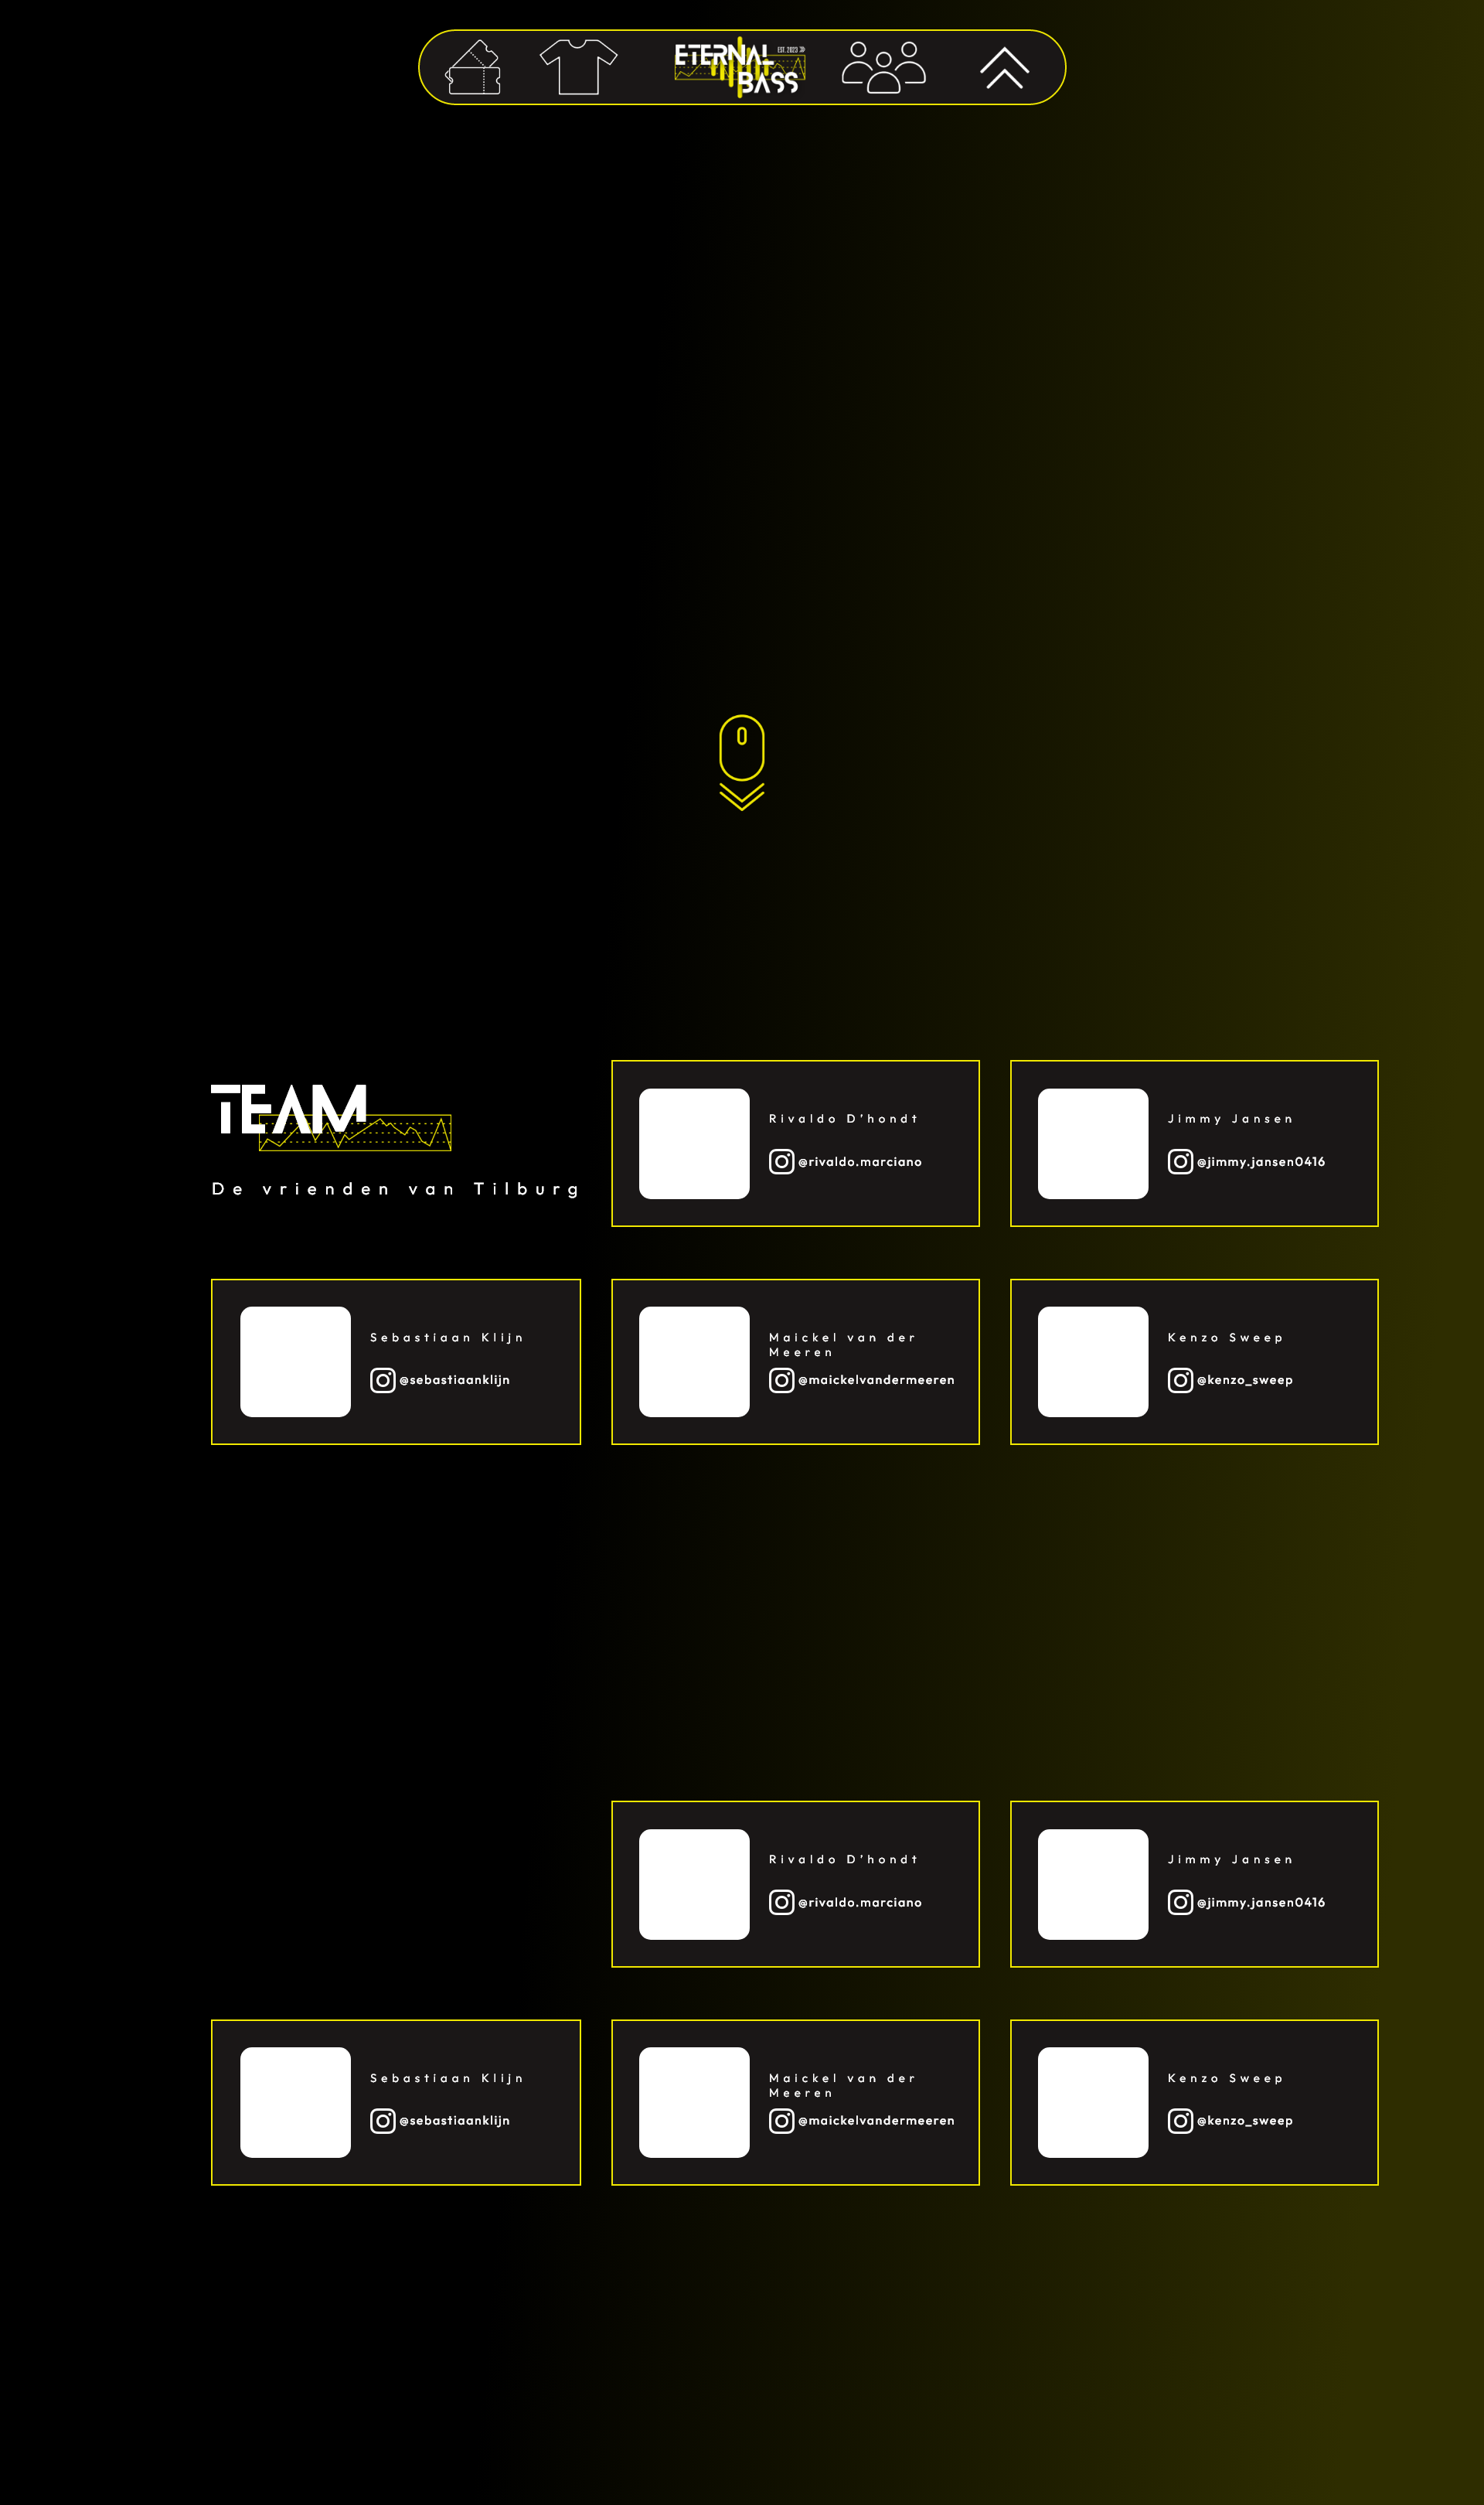 ETERNAL
EST. 2023
BASS
TEAM
De vrienden van Tilburg
Rivaldo D'hondt
@rivaldo.marciano
Jimmy Jansen
@jimmy.jansen0416
Sebastiaan Klijn
@sebastiaanklijn
Maickel van der
Meeren
@maickelvandermeeren
Kenzo Sweep
@kenzo_sweep
Rivaldo D'hondt
@rivaldo.marciano
Jimmy Jansen
@jimmy.jansen0416
Sebastiaan Klijn
@sebastiaanklijn
Maickel van der
Meeren
@maickelvandermeeren
Kenzo Sweep
@kenzo_sweep